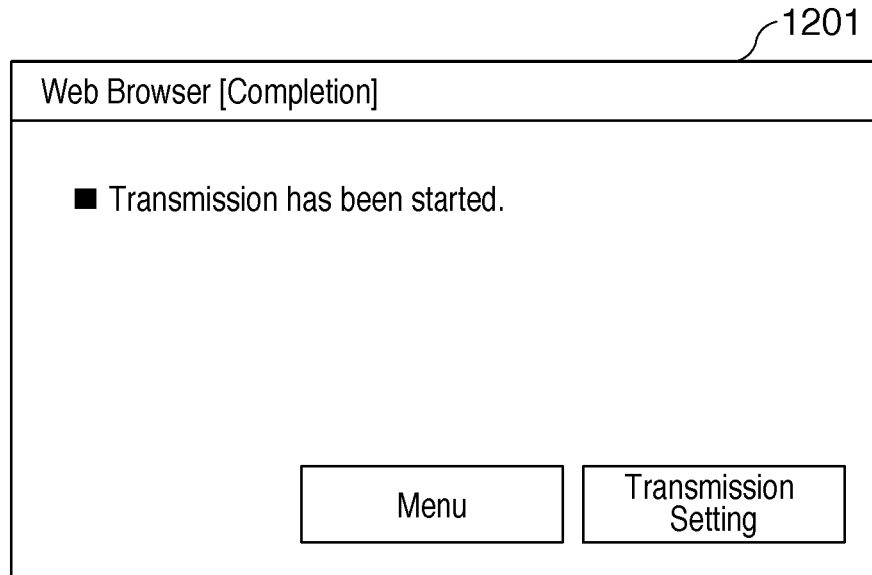 1201
Web Browser [Completion]
■ Transmission has been started.
Menu
Transmission
Setting